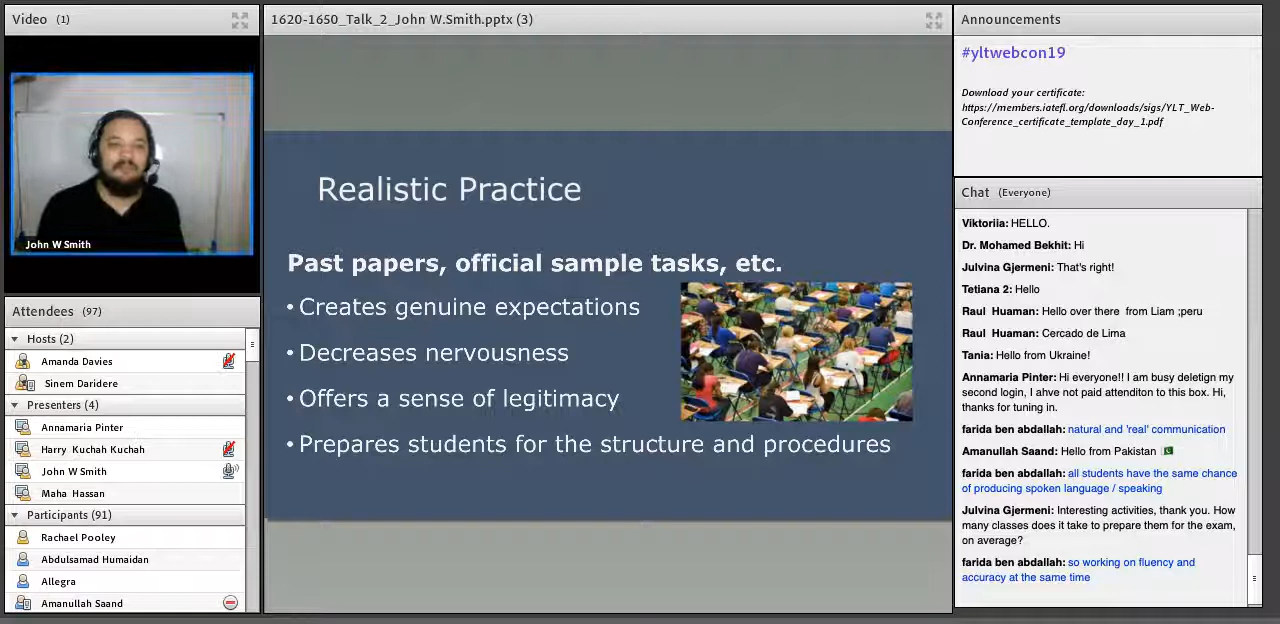 Video (1)
John W Smith
Attendees (97)
Hosts (2)
Amanda Davies
Sinem Daridere
Presenters (4)
Annamaria Pinter
Harry Kuchah Kuchah
John W Smith
Maha Hassan
Participants (91)
Rachael Pooley
Abdulsamad Humaidan
Allegra
Amanullah Saand
1620-1650_Talk_2_John W.Smith.pptx (3)
Realistic Practice
Past papers, official sample tasks, etc.
• Creates genuine expectations
• Decreases nervousness
• Offers a sense of legitimacy
• Prepares students for the structure and procedures
Announcements
#yltwebcon19
Download your certificate:
https://members.iatefl.org/downloads/sigs/YLT_Web-
Conference_certificate_template_day_1.pdf
Chat (Everyone)
Viktoriia: HELLO.
Dr. Mohamed Bekhit: Hi
Julvina Gjermeni: That's right!
Tetiana 2: Hello
Raul Huaman: Hello over there from Liam ;peru
Raul Huaman: Cercado de Lima
Tania: Hello from Ukraine!
Annamaria Pinter: Hi everyone!! I am busy deletign my
second login, I ahve not paid attenditon to this box. Hi,
thanks for tuning in.
farida ben abdallah: natural and 'real' communication
Amanullah Saand: Hello from Pakistan 🇵🇰
farida ben abdallah: all students have the same chance
of producing spoken language / speaking
Julvina Gjermeni: Interesting activities, thank you. How
many classes does it take to prepare them for the exam,
on average?
farida ben abdallah: so working on fluency and
accuracy at the same time